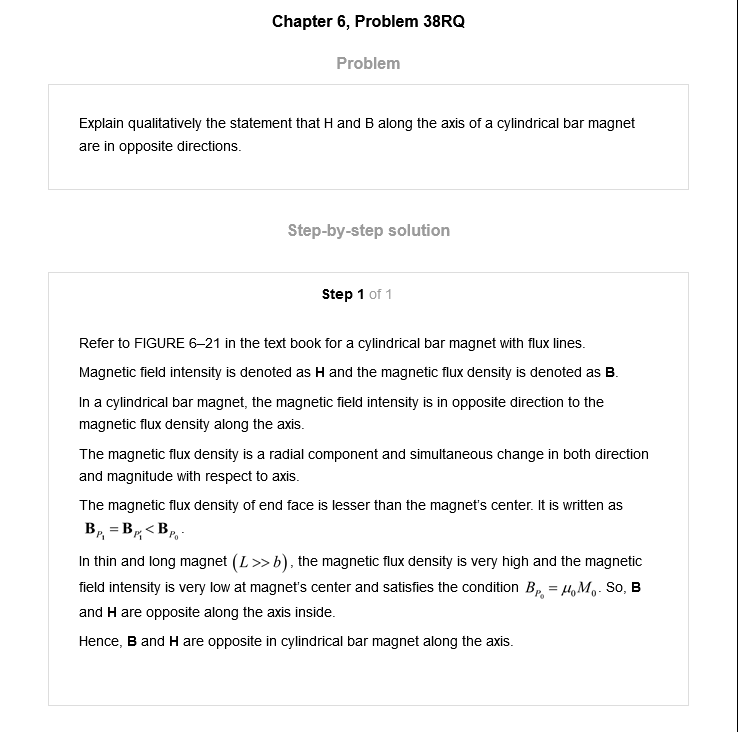 Chapter 6, Problem 38RQ
Problem
Explain qualitatively the statement that H and B along the axis of a cylindrical bar magnet
are in opposite directions.
Step-by-step solution
Step 1 of 1
Refer to FIGURE 6–21 in the text book for a cylindrical bar magnet with flux lines.
Magnetic field intensity is denoted as H and the magnetic flux density is denoted as B.
In a cylindrical bar magnet, the magnetic field intensity is in opposite direction to the
magnetic flux density along the axis.
The magnetic flux density is a radial component and simultaneous change in both direction
and magnitude with respect to axis.
The magnetic flux density of end face is lesser than the magnet's center. It is written as
B_{P_1} = B_{P_1'} < B_{P_0}.
In thin and long magnet (L >> b), the magnetic flux density is very high and the magnetic
field intensity is very low at magnet's center and satisfies the condition B_{P_0} = μ_0 M_0. So, B
and H are opposite along the axis inside.
Hence, B and H are opposite in cylindrical bar magnet along the axis.